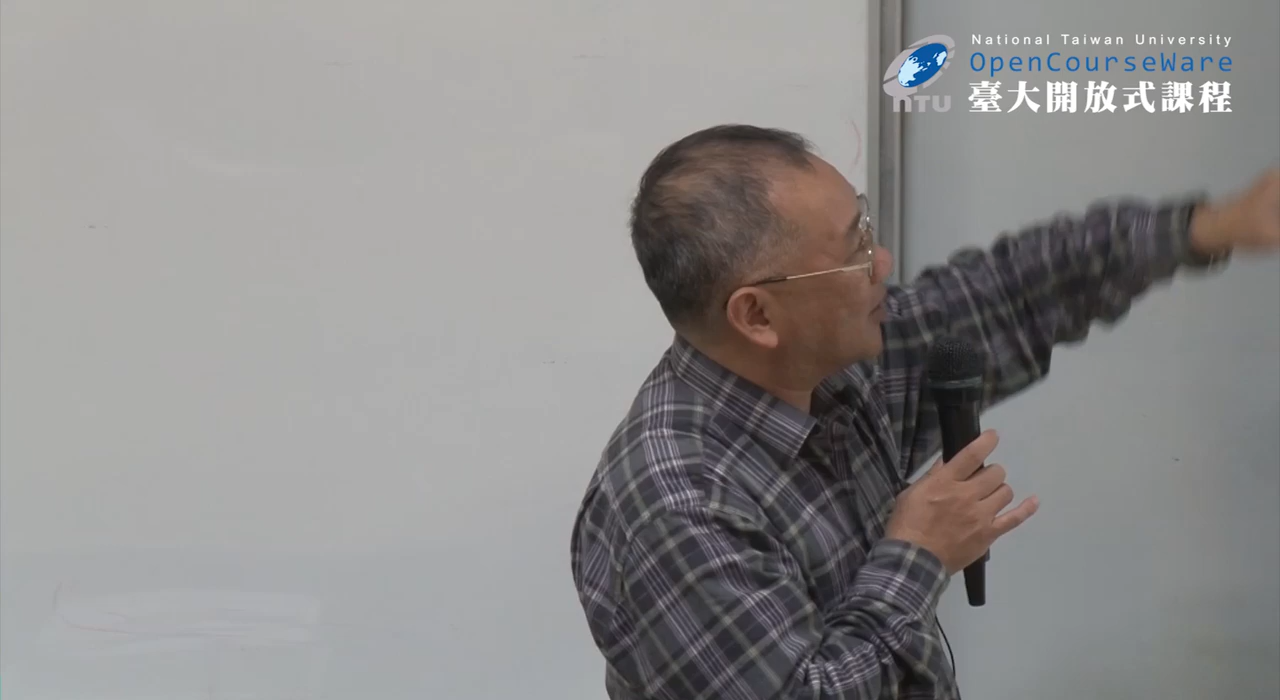 National Taiwan University
OpenCourseWare
臺大開放式課程
NTU